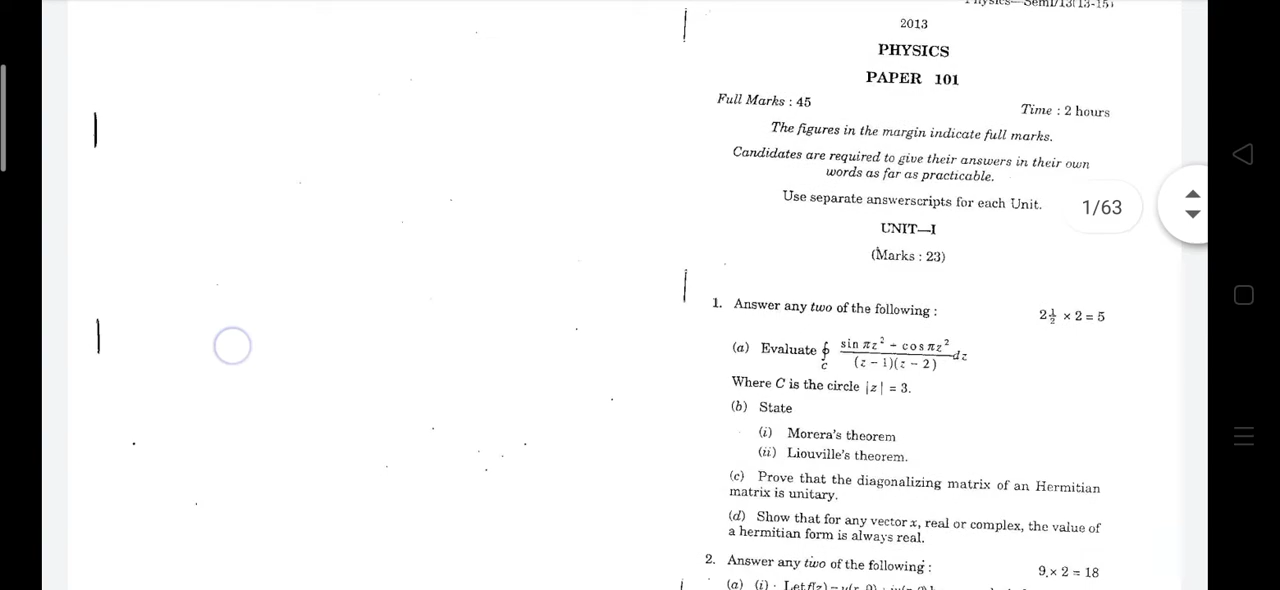 2013
PHYSICS
PAPER 101
Full Marks : 45
Time : 2 hours
The figures in the margin indicate full marks.
Candidates are required to give their answers in their own
words as far as practicable.
Use separate answerscripts for each Unit.
1/63
UNIT—I
(Marks : 23)
1. Answer any two of the following : 2½ × 2 = 5
(a) Evaluate ∮ sin πz² + cos πz² / (z – 1)(z – 2) dz
C
Where C is the circle |z| = 3.
(b) State
(i) Morera's theorem
(ii) Liouville's theorem.
(c) Prove that the diagonalizing matrix of an Hermitian
matrix is unitary.
(d) Show that for any vector x, real or complex, the value of
a hermitian form is always real.
2. Answer any two of the following : 9 × 2 = 18
(a) (i)